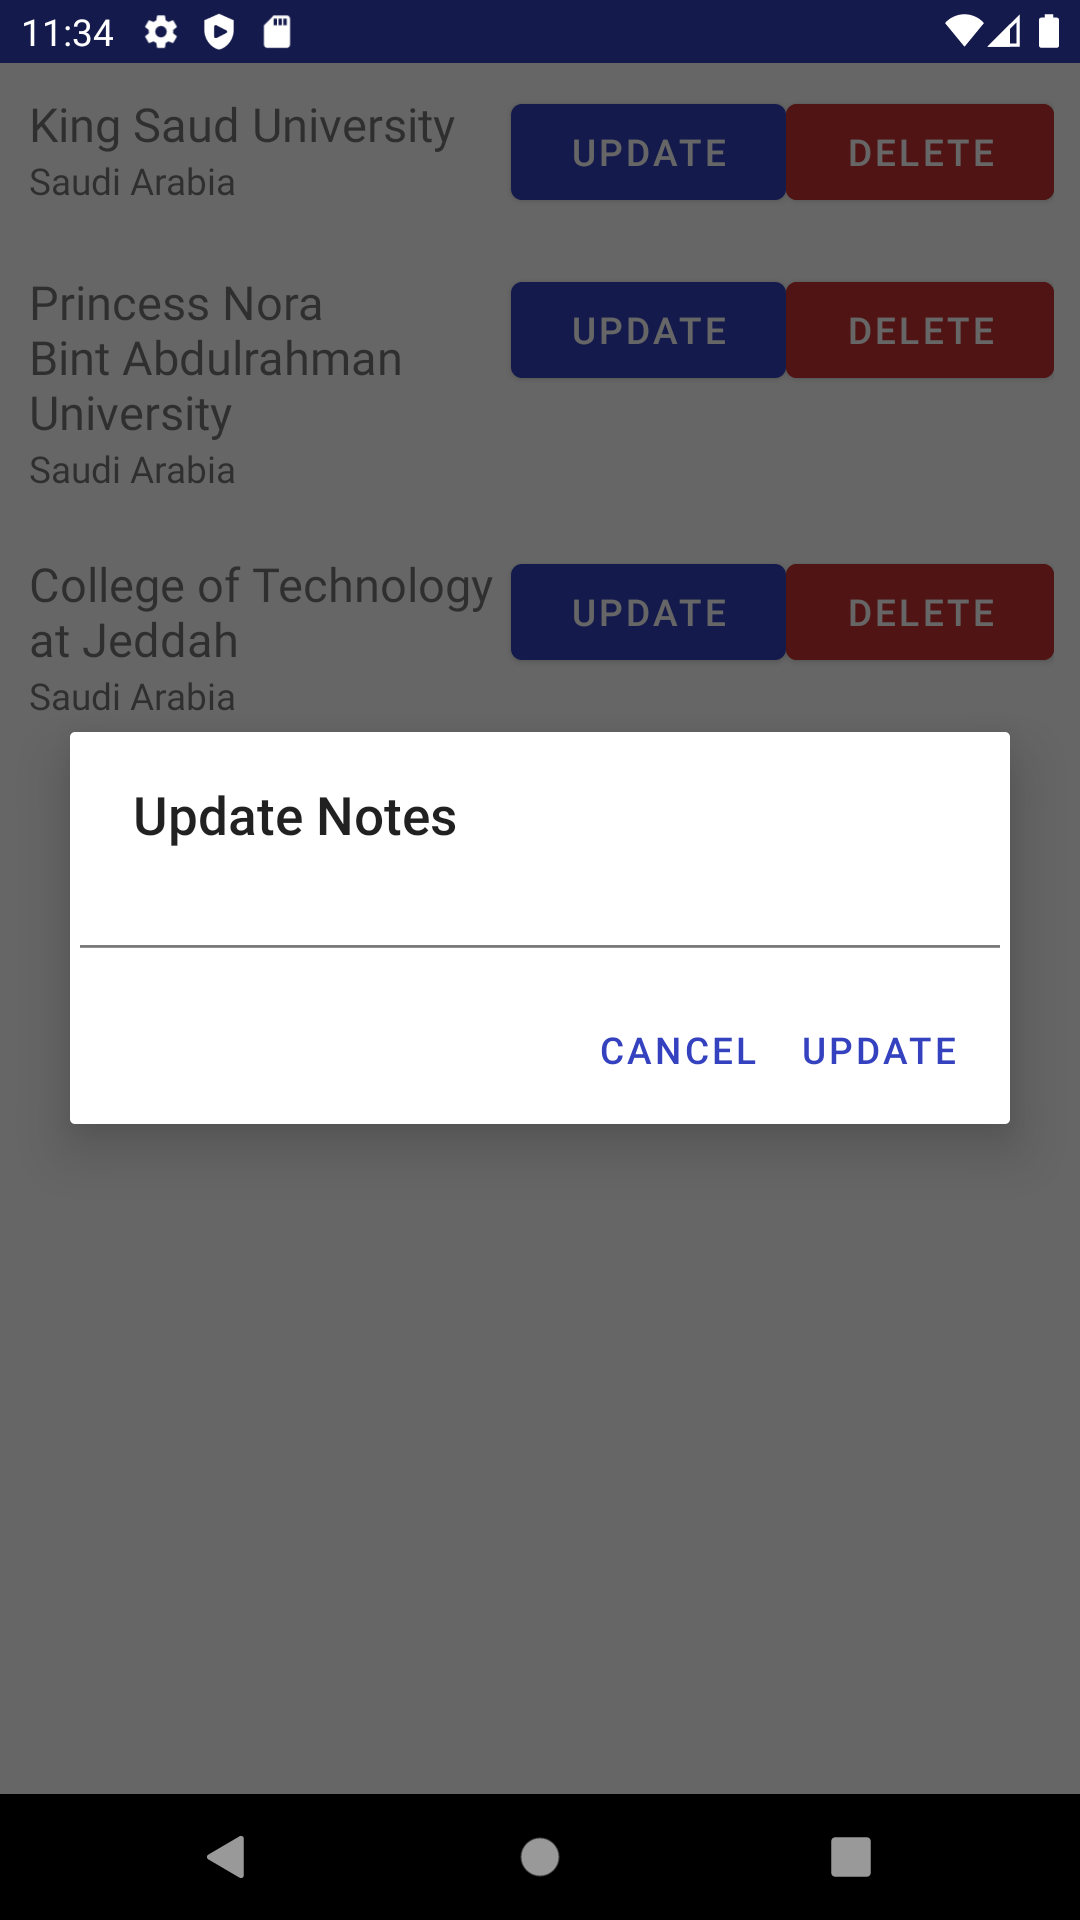 11:34
King Saud University
Saudi Arabia
UPDATE
DELETE
Princess Nora
Bint Abdulrahman
University
Saudi Arabia
UPDATE
DELETE
College of Technology
at Jeddah
Saudi Arabia
UPDATE
DELETE
Update Notes
CANCEL
UPDATE